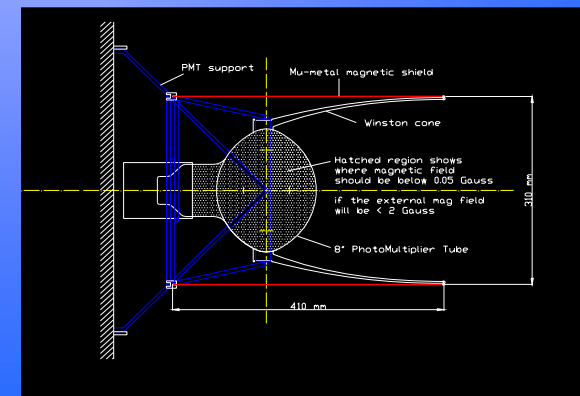 PMT support
Mu-metal magnetic shield
Winston cone
Hatched region shows
where magnetic field
should be below 0.05 Gauss
if the external mag field
will be < 2 Gauss
310 mm
8" PhotoMultiplier Tube
410 mm